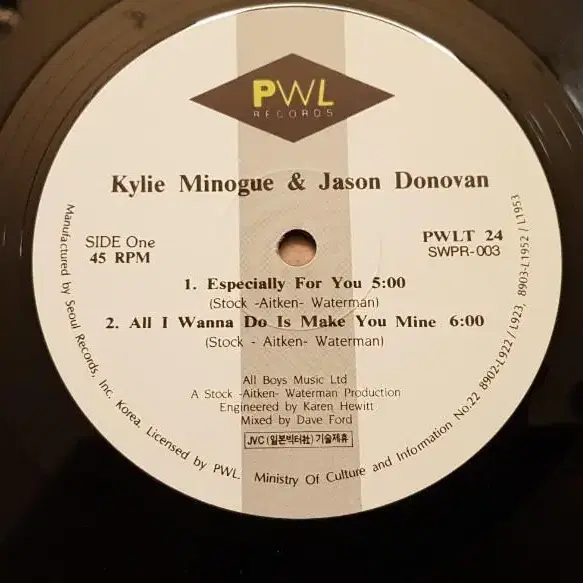 PWL
RECORDS
Kylie Minogue & Jason Donovan
SIDE One
45 RPM
PWLT 24
SWPR-003
1. Especially For You 5:00
(Stock -Aitken- Waterman)
2. All I Wanna Do Is Make You Mine 6:00
(Stock - Aitken- Waterman)
All Boys Music Ltd
A Stock -Aitken- Waterman Production
Engineered by Karen Hewitt
Mixed by Dave Ford
JVC (일본빅터社) 기술제휴
Manufactured by Seoul Records, Inc, Korea. Licensed by PWL. Ministry Of Culture and Information No.22 8902-L922/L923, 8903-L1952/L1953